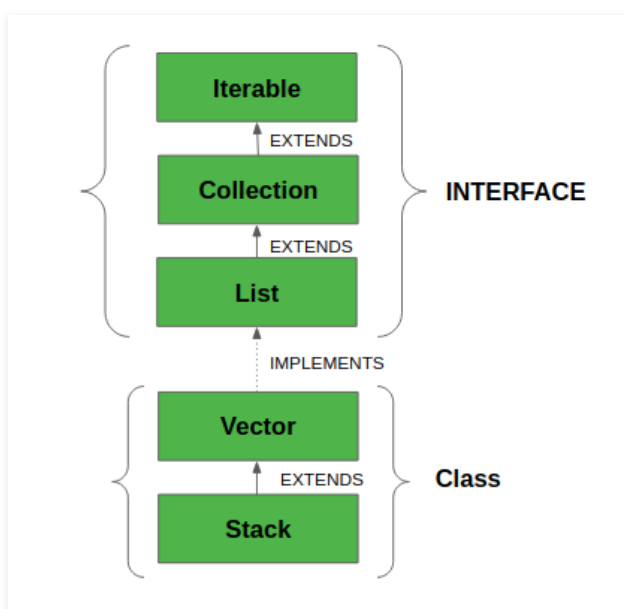 Iterable
EXTENDS
Collection
INTERFACE
EXTENDS
List
IMPLEMENTS
Vector
EXTENDS
Class
Stack